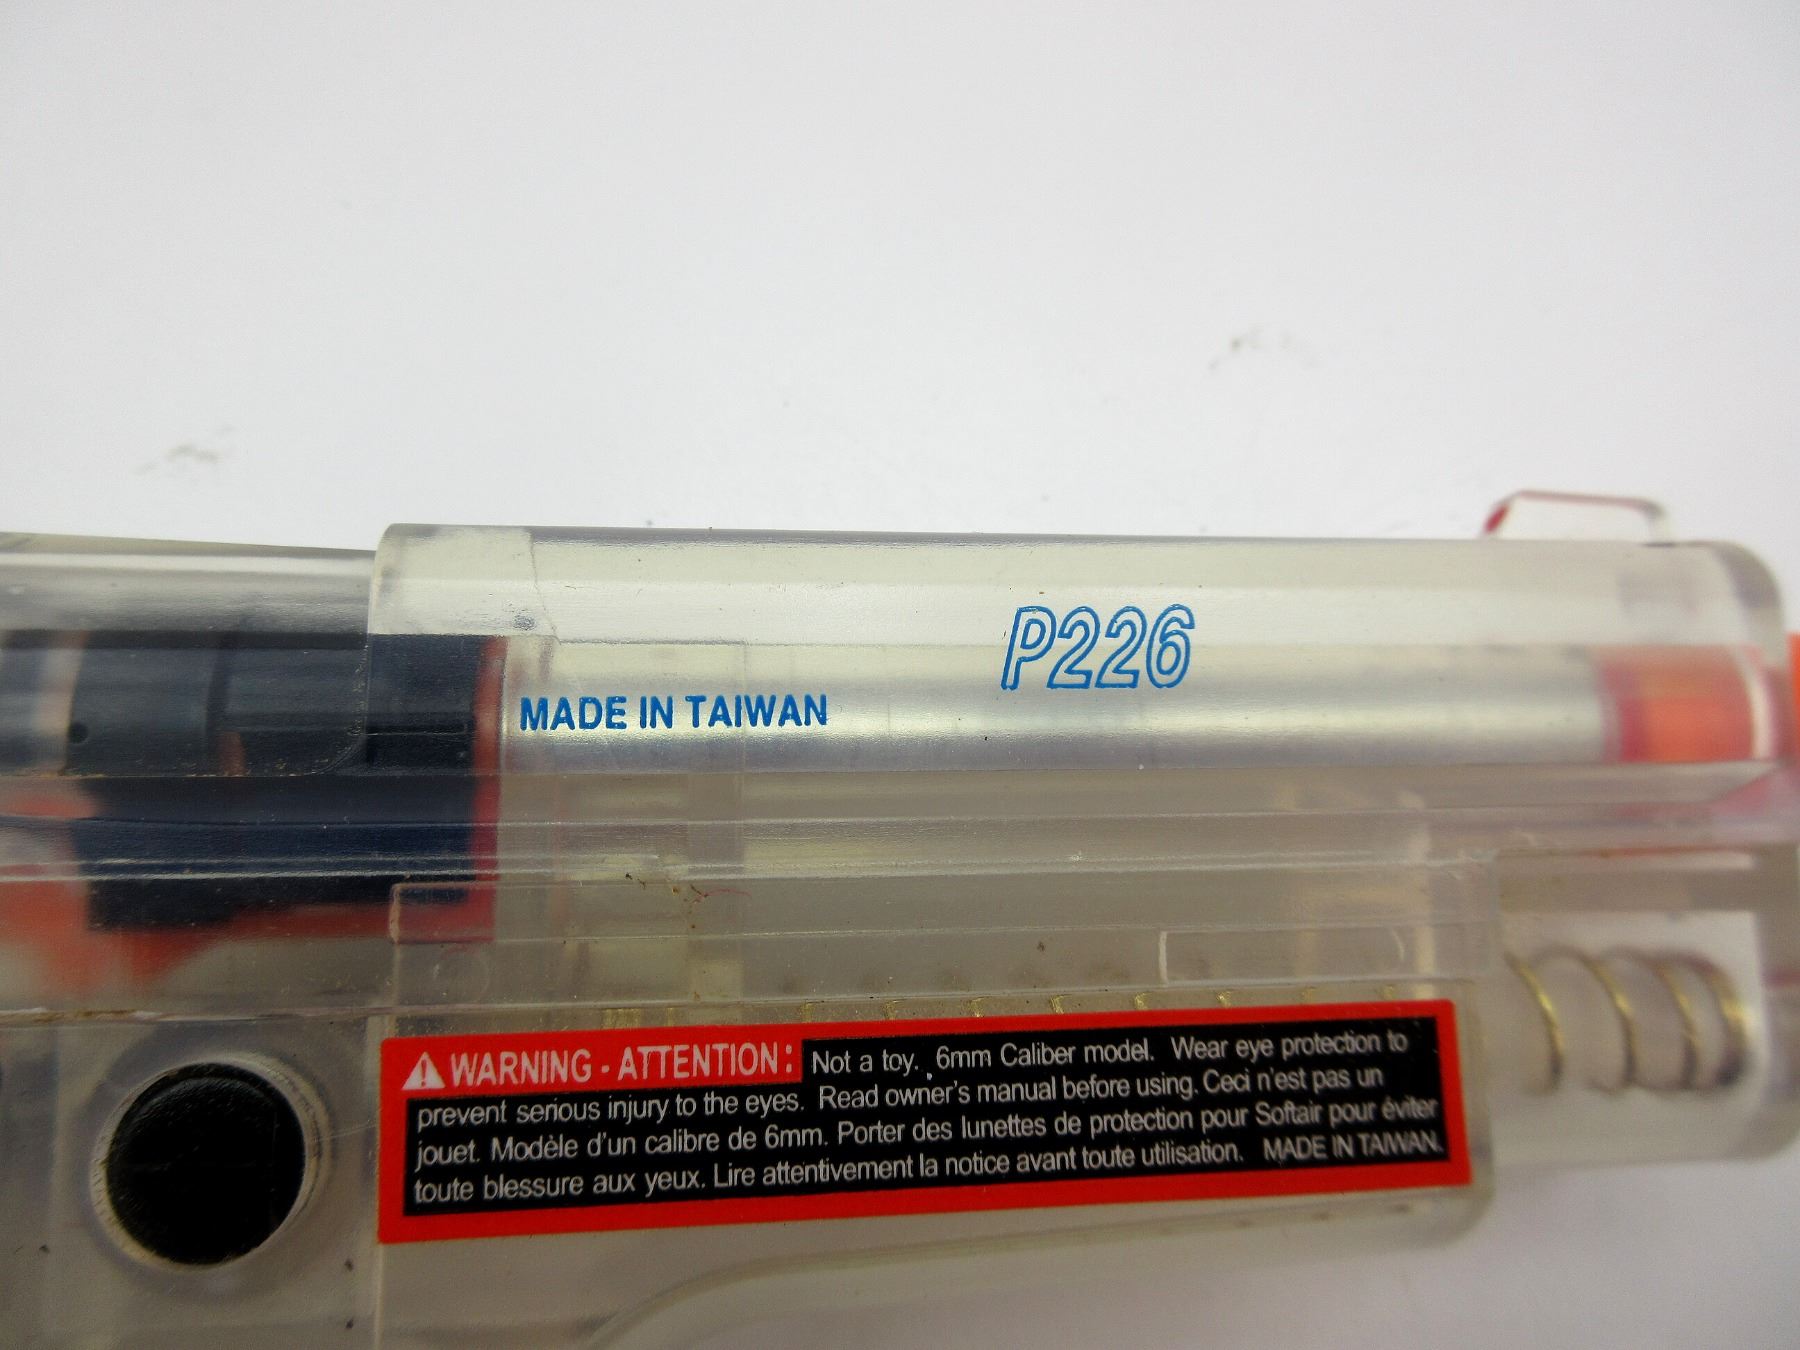 P226
MADE IN TAIWAN
WARNING - ATTENTION: Not a toy. 6mm Caliber model. Wear eye protection to
prevent serious injury to the eyes. Read owner's manual before using. Ceci n'est pas un
jouet. Modèle d'un calibre de 6mm. Porter des lunettes de protection pour Softair pour éviter
toute blessure aux yeux. Lire attentivement la notice avant toute utilisation. MADE IN TAIWAN.